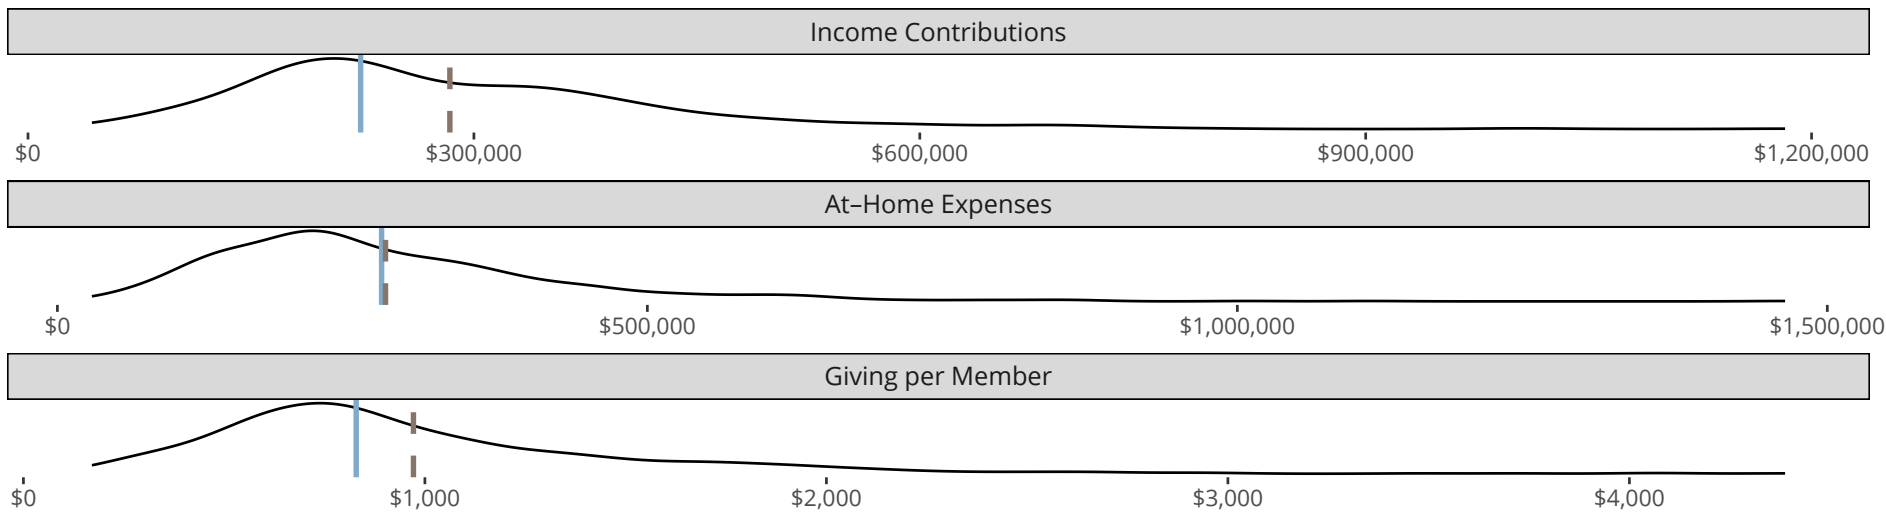 Income Contributions
$0 $300,000 $600,000 $900,000 $1,200,000
At–Home Expenses
$0 $500,000 $1,000,000 $1,500,000
Giving per Member
$0 $1,000 $2,000 $3,000 $4,000